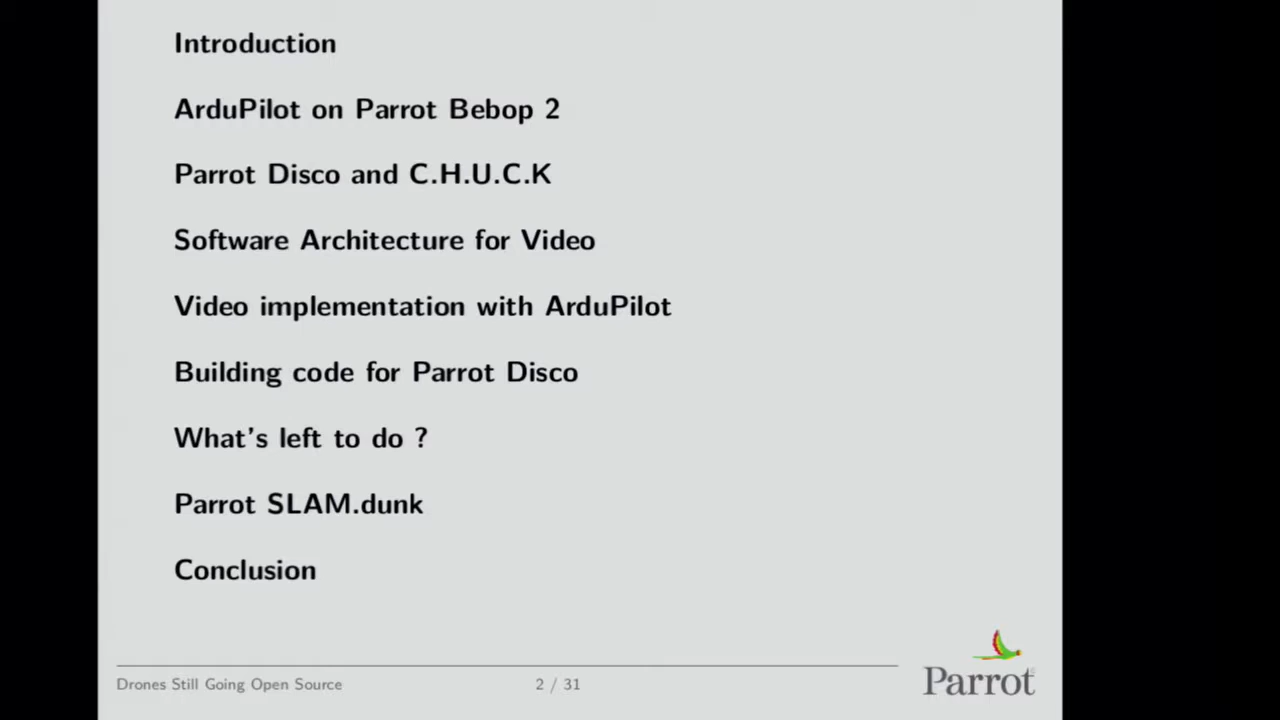 Introduction
ArduPilot on Parrot Bebop 2
Parrot Disco and C.H.U.C.K
Software Architecture for Video
Video implementation with ArduPilot
Building code for Parrot Disco
What's left to do ?
Parrot SLAM.dunk
Conclusion
Drones Still Going Open Source
2 / 31
Parrot